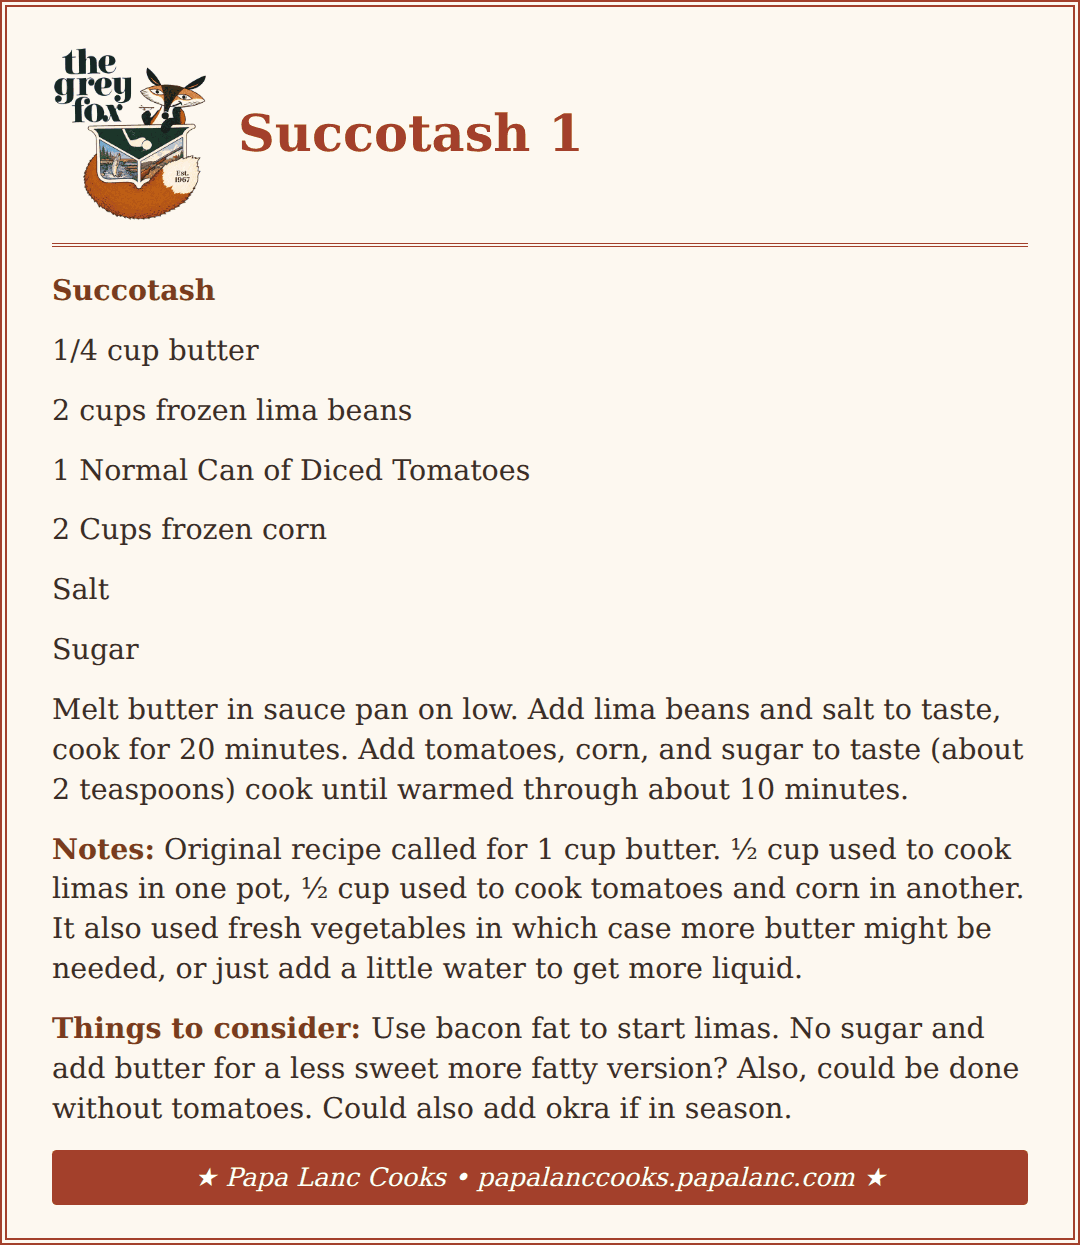 the
grey
fox
Est.
1967
Succotash 1
Succotash
1/4 cup butter
2 cups frozen lima beans
1 Normal Can of Diced Tomatoes
2 Cups frozen corn
Salt
Sugar
Melt butter in sauce pan on low. Add lima beans and salt to taste,
cook for 20 minutes. Add tomatoes, corn, and sugar to taste (about
2 teaspoons) cook until warmed through about 10 minutes.
Notes: Original recipe called for 1 cup butter. ½ cup used to cook
limas in one pot, ½ cup used to cook tomatoes and corn in another.
It also used fresh vegetables in which case more butter might be
needed, or just add a little water to get more liquid.
Things to consider: Use bacon fat to start limas. No sugar and
add butter for a less sweet more fatty version? Also, could be done
without tomatoes. Could also add okra if in season.
★ Papa Lanc Cooks • papalanccooks.papalanc.com ★